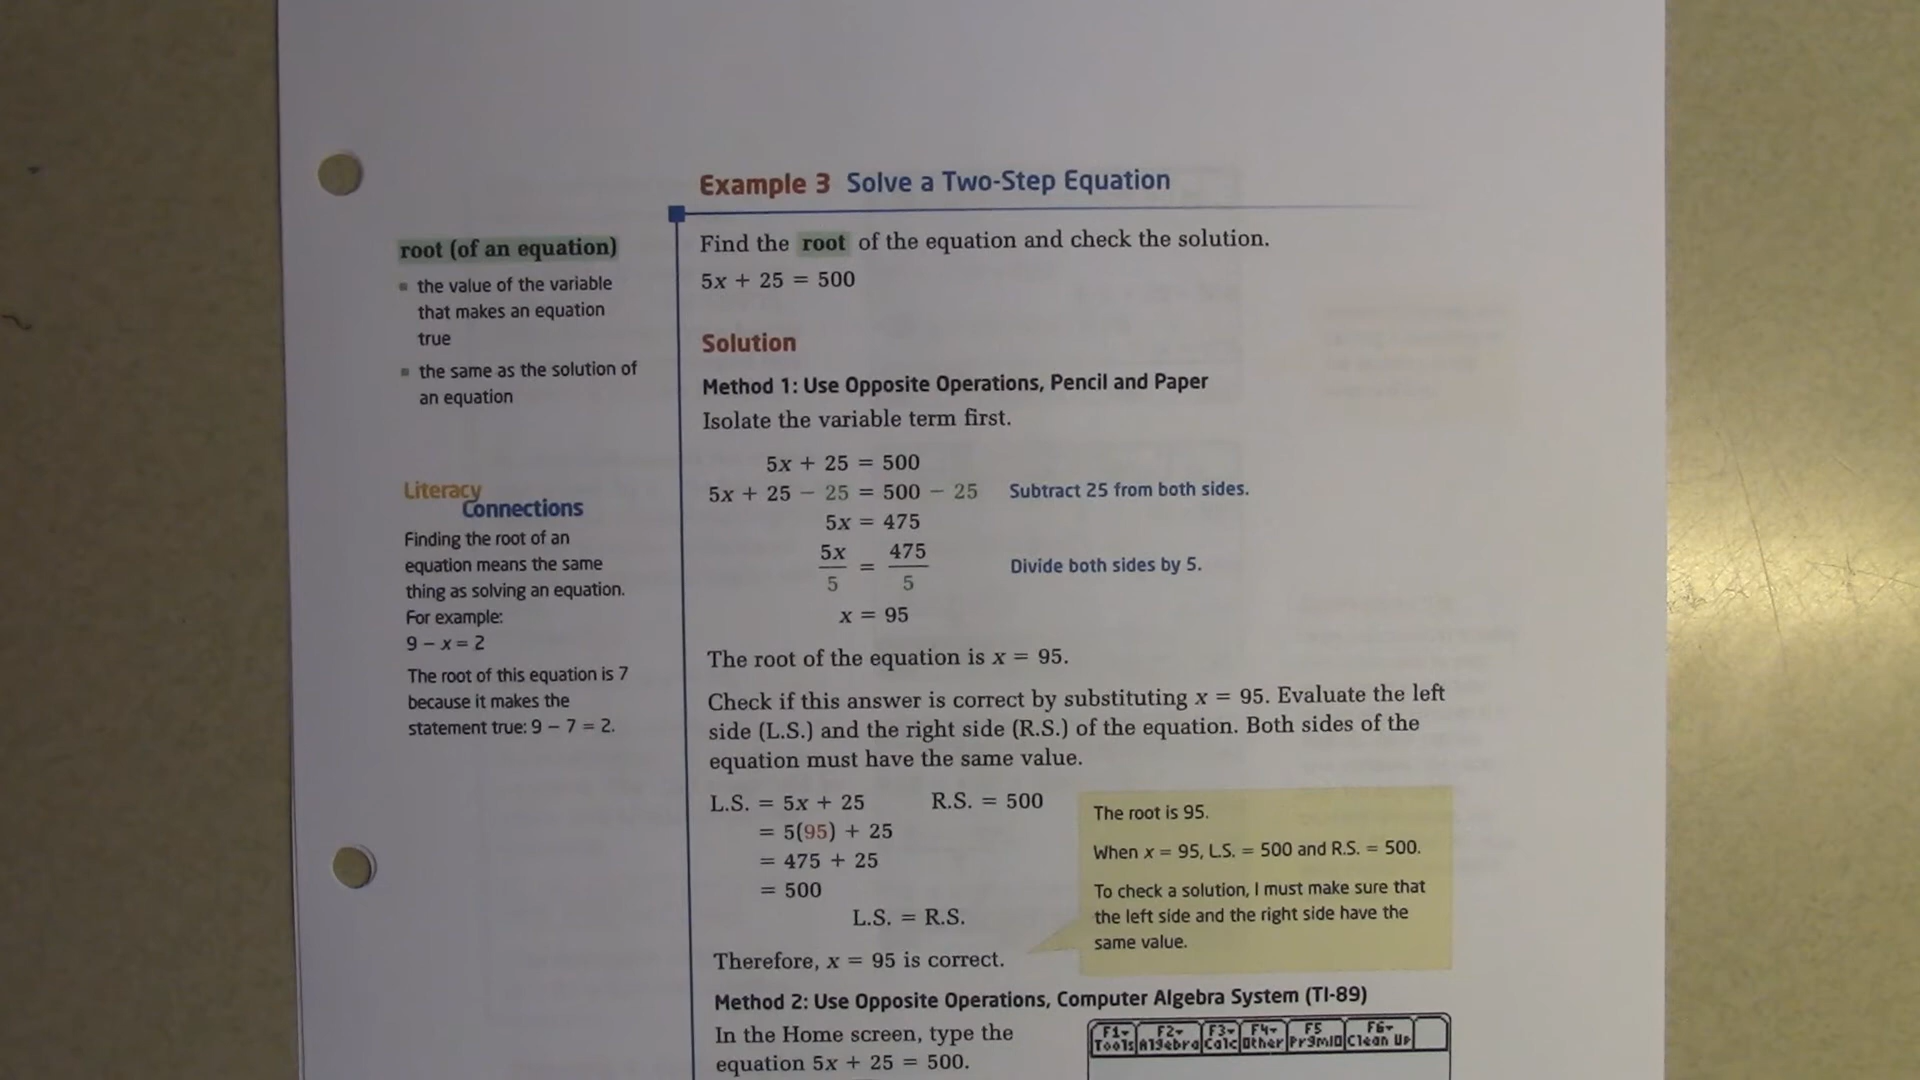 Example 3 Solve a Two-Step Equation
root (of an equation)
▪ the value of the variable
that makes an equation
true
▪ the same as the solution of
an equation
Literacy
Connections
Finding the root of an
equation means the same
thing as solving an equation.
For example:
9 − x = 2
The root of this equation is 7
because it makes the
statement true: 9 − 7 = 2.
Find the root of the equation and check the solution.
5x + 25 = 500
Solution
Method 1: Use Opposite Operations, Pencil and Paper
Isolate the variable term first.
5x + 25 = 500
5x + 25 − 25 = 500 − 25 Subtract 25 from both sides.
5x = 475
5x/5 = 475/5 Divide both sides by 5.
x = 95
The root of the equation is x = 95.
Check if this answer is correct by substituting x = 95. Evaluate the left
side (L.S.) and the right side (R.S.) of the equation. Both sides of the
equation must have the same value.
L.S. = 5x + 25 R.S. = 500
= 5(95) + 25
= 475 + 25
= 500
L.S. = R.S.
Therefore, x = 95 is correct.
The root is 95.
When x = 95, L.S. = 500 and R.S. = 500.
To check a solution, I must make sure that
the left side and the right side have the
same value.
Method 2: Use Opposite Operations, Computer Algebra System (TI-89)
In the Home screen, type the
equation 5x + 25 = 500.
F1 F2 F3 F4 F5 F6
Tools Algebra Calc Other PrgmIO Clean Up